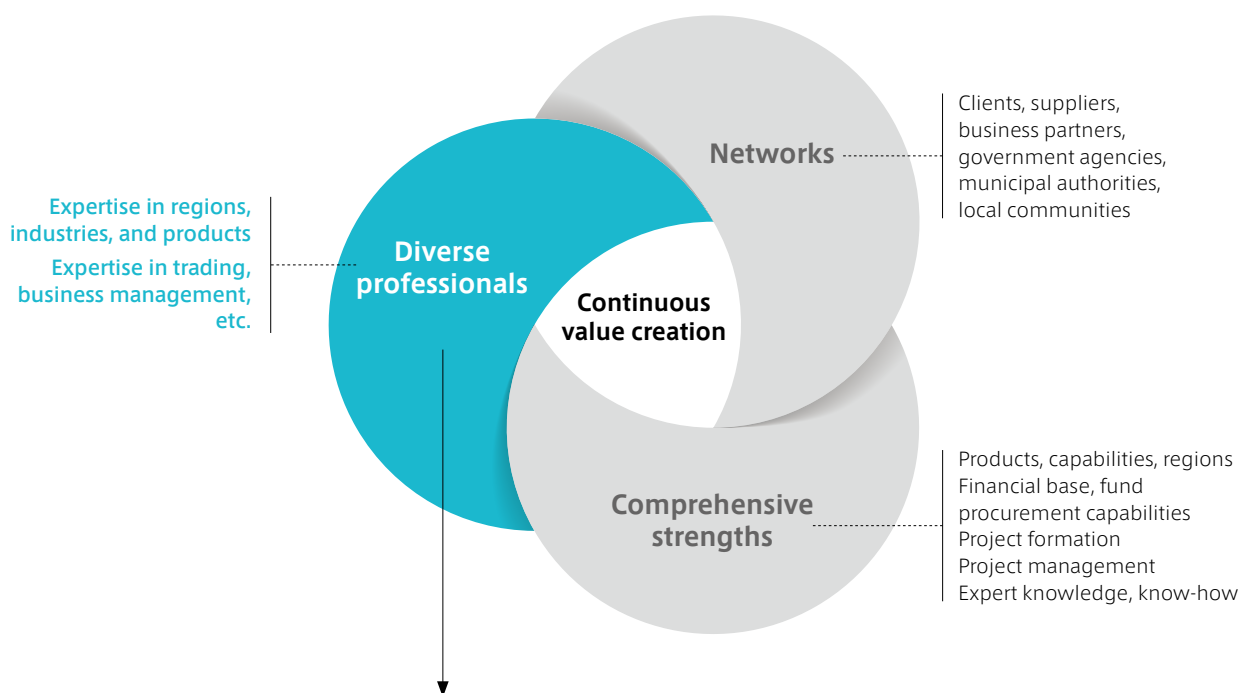 Networks
Clients, suppliers,
business partners,
government agencies,
municipal authorities,
local communities
Expertise in regions,
industries, and products
Expertise in trading,
business management,
etc.
Diverse
professionals
Continuous
value creation
Comprehensive
strengths
Products, capabilities, regions
Financial base, fund
procurement capabilities
Project formation
Project management
Expert knowledge, know-how